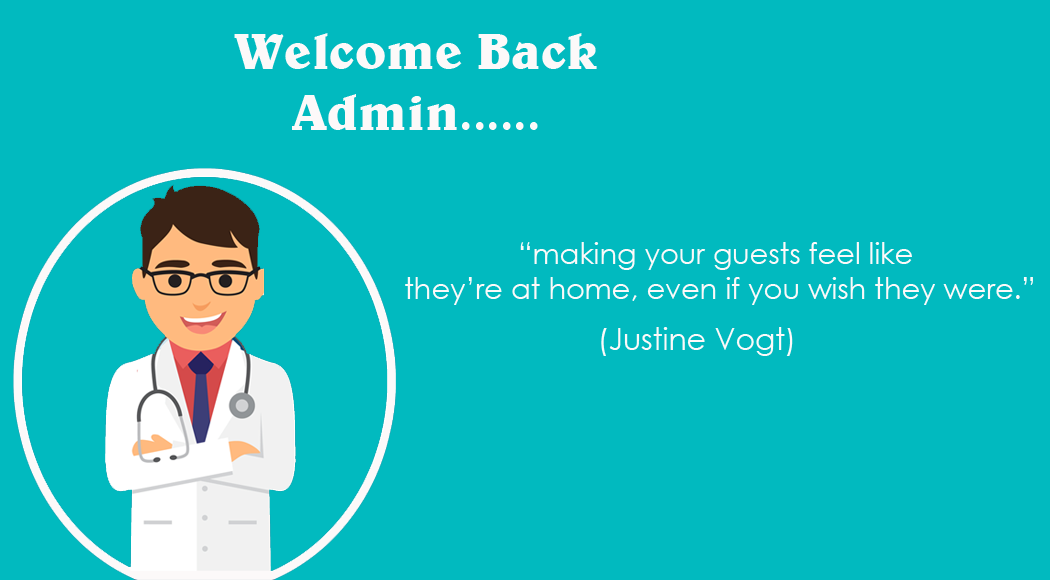 Welcome Back
Admin......
“making your guests feel like
they’re at home, even if you wish they were.”
(Justine Vogt)